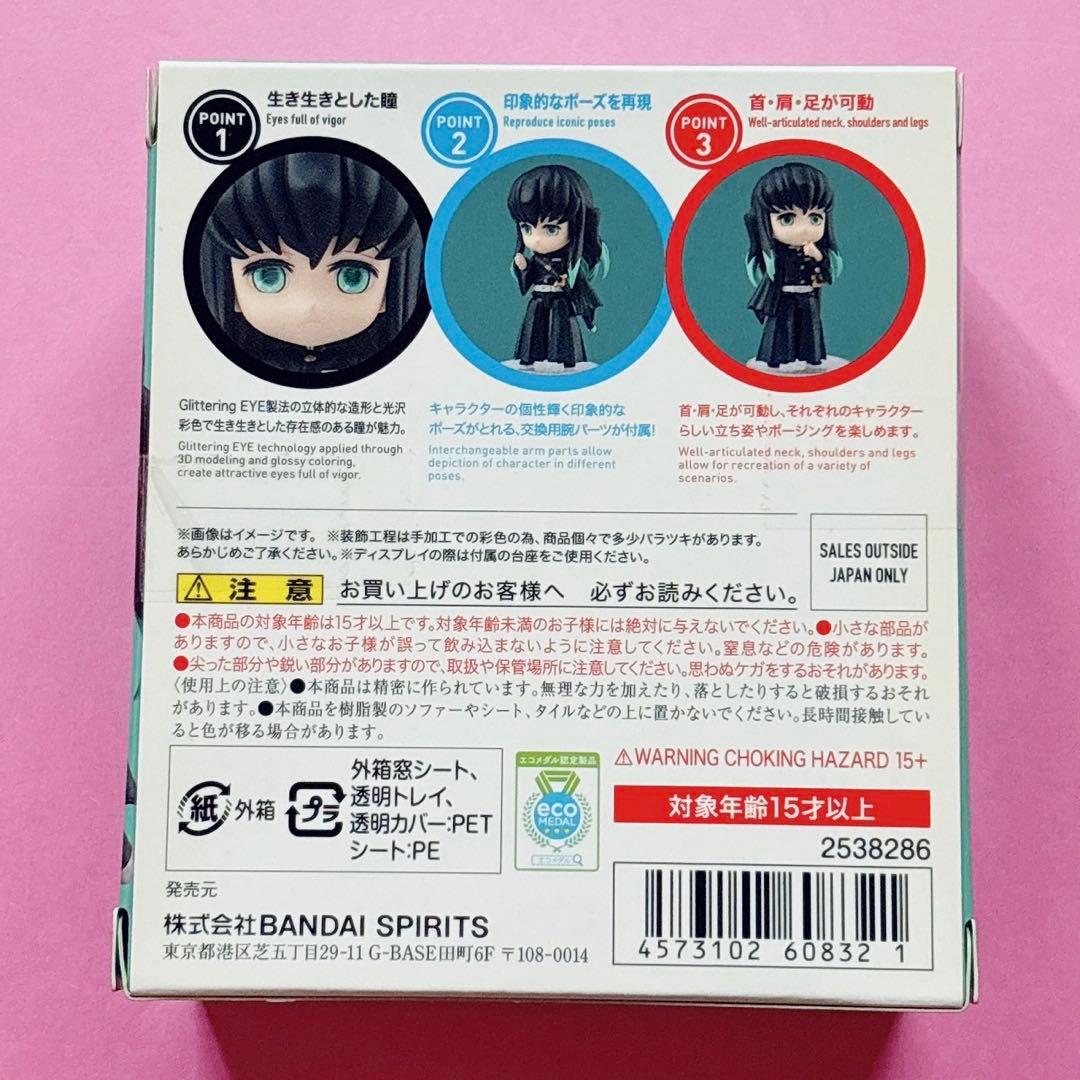 POINT 1
生き生きとした瞳
Eyes full of vigor
POINT 2
印象的なポーズを再現
Reproduce iconic poses
POINT 3
首・肩・足が可動
Well-articulated neck, shoulders and legs
Glittering EYE製法の立体的な造形と光沢
彩色で生き生きとした存在感のある瞳が魅力。
Glittering EYE technology applied through
3D modeling and glossy coloring,
create attractive eyes full of vigor.
キャラクターの個性輝く印象的な
ポーズがとれる、交換用腕パーツが付属!
Interchangeable arm parts allow
depiction of character in different
poses.
首・肩・足が可動し、それぞれのキャラクター
らしい立ち姿やポージングを楽しめます。
Well-articulated neck, shoulders and legs
allow for recreation of a variety of
scenarios.
※画像はイメージです。 ※装飾工程は手加工での彩色の為、商品個々で多少バラツキがあります。
あらかじめご了承ください。※ディスプレイの際は付属の台座をご使用ください。
SALES OUTSIDE
JAPAN ONLY
注 意 お買い上げのお客様へ 必ずお読みください。
●本商品の対象年齢は15才以上です。対象年齢未満のお子様には絶対に与えないでください。●小さな部品が
ありますので、小さなお子様が誤って飲み込まないように注意してください。窒息などの危険があります。
●尖った部分や鋭い部分がありますので、取扱や保管場所に注意してください。思わぬケガをするおそれがあります。
〈使用上の注意〉●本商品は精密に作られています。無理な力を加えたり、落としたりすると破損するおそれ
があります。●本商品を樹脂製のソファーやシート、タイルなどの上に置かないでください。長時間接触してい
ると色が移る場合があります。
紙 外箱
プラ
外箱窓シート、
透明トレイ、
透明カバー:PET
シート:PE
エコメダル認定製品
eco
MEDAL
エコメダル
⚠WARNING CHOKING HAZARD 15+
対象年齢15才以上
2538286
4573102 60832 1
発売元
株式会社BANDAI SPIRITS
東京都港区芝五丁目29-11 G-BASE田町6F 〒108-0014